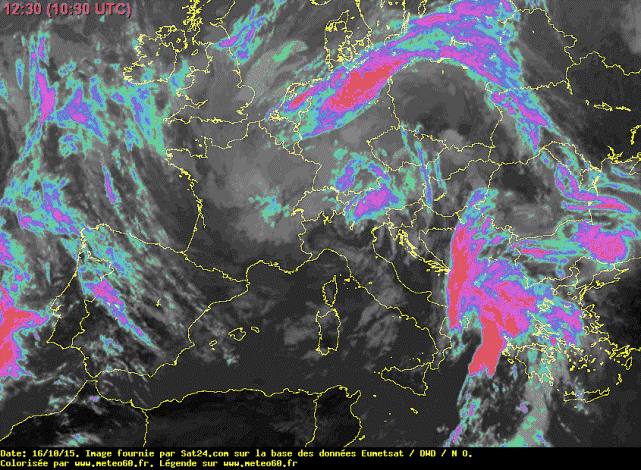 12:30 (10:30 UTC)
Date: 16/10/15. Image fournie par Sat24.com sur la base des données Eumetsat / DWD / N O.
Colorisée par www.meteo60.fr. Légende sur www.meteo60.fr